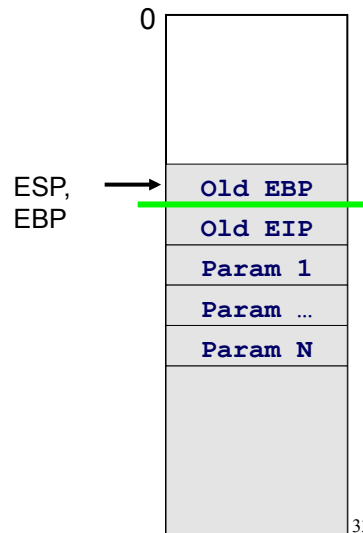 0
ESP,
EBP
Old EBP
Old EIP
Param 1
Param …
Param N